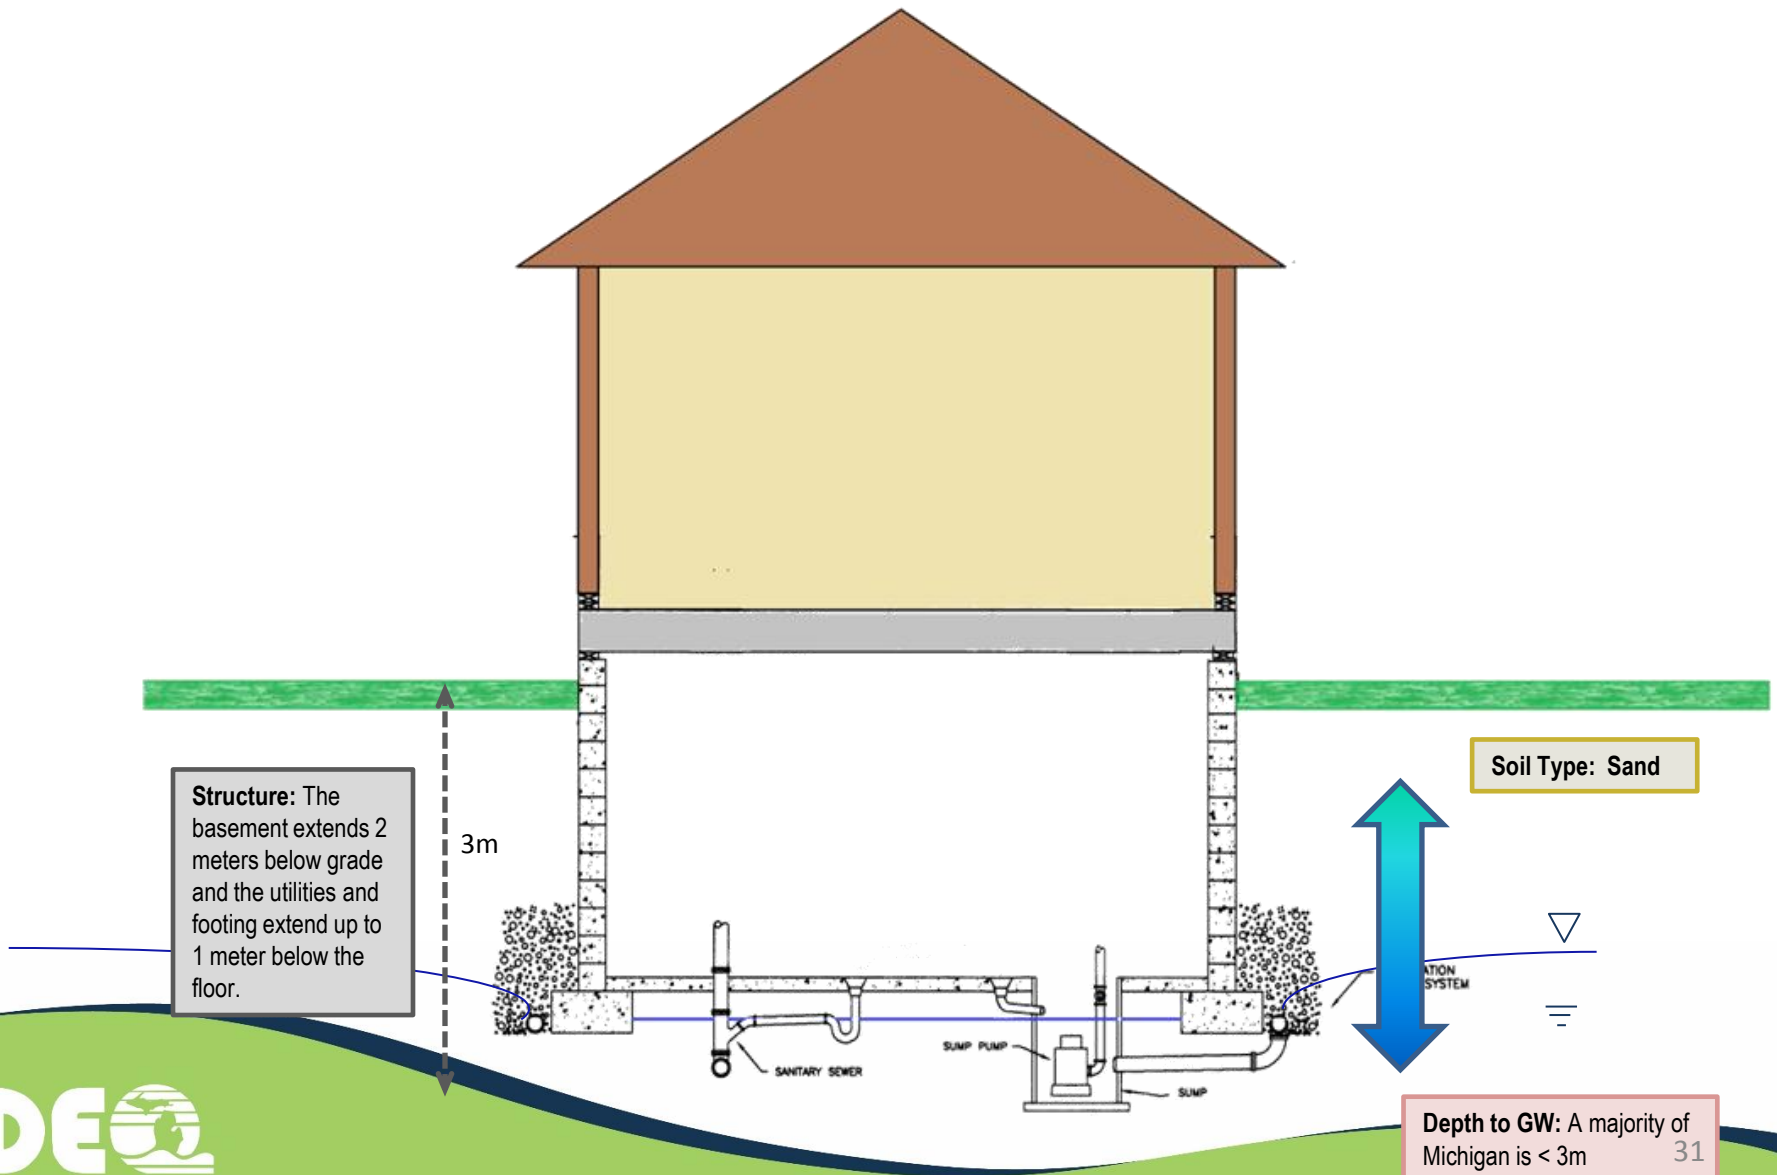 Soil Type: Sand
Structure: The
basement extends 2
meters below grade
and the utilities and
footing extend up to
1 meter below the
floor.
3m
SYSTEM
SUMP PUMP
SANITARY SEWER
SUMP
DEQ
Depth to GW: A majority of
Michigan is < 3m
31